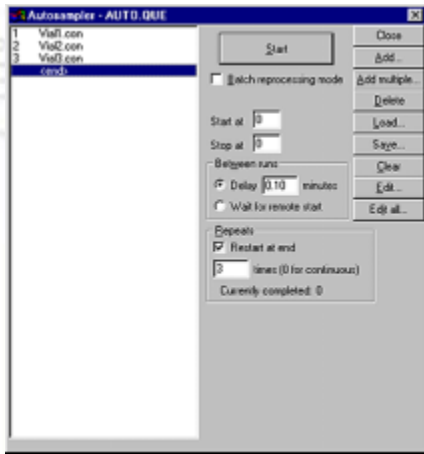 Autosampler - AUTO.QUE
1 Vial1.con
2 Vial2.con
3 Vial3.con
<end>
Start
Batch reprocessing mode
Start at 0
Stop at 0
Between runs
Delay 0.10 minutes
Wait for remote start
Repeats
Restart at end
3 times (0 for continuous)
Currently completed: 0
Close
Add...
Add multiple...
Delete
Load...
Save...
Clear
Edit...
Edit all...